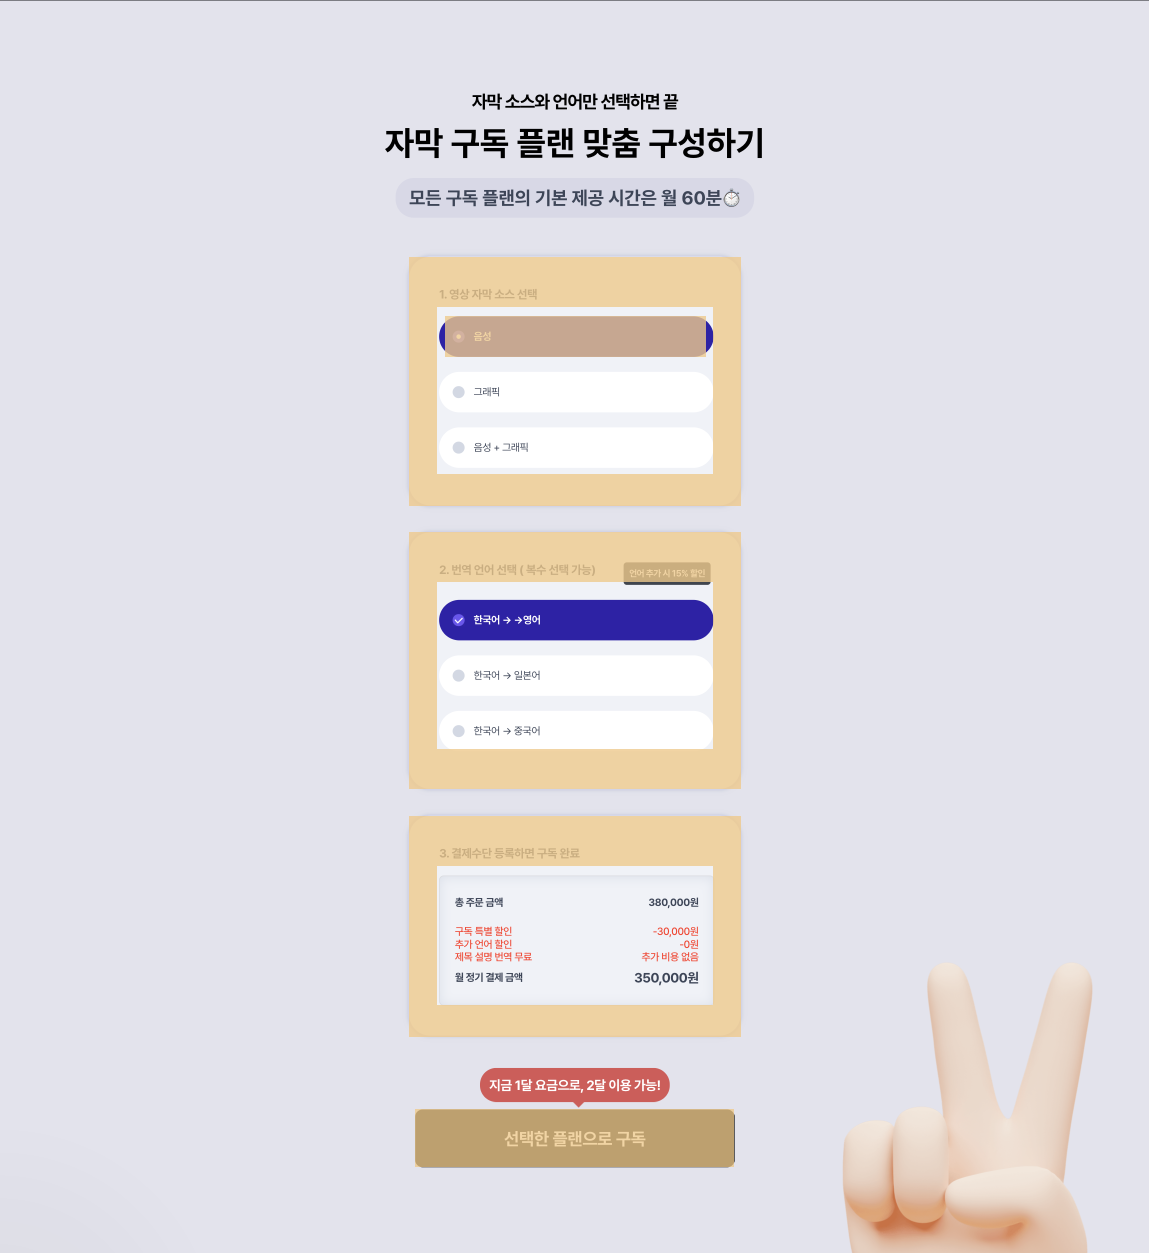 자막 소스와 언어만 선택하면 끝
자막 구독 플랜 맞춤 구성하기
모든 구독 플랜의 기본 제공 시간은 월 60분⏱
1. 영상 자막 소스 선택
음성
그래픽
음성 + 그래픽
2. 번역 언어 선택 ( 복수 선택 가능)
언어 추가 시 15% 할인
한국어 → →영어
한국어 → 일본어
한국어 → 중국어
3. 결제수단 등록하면 구독 완료
총 주문 금액 380,000원
구독 특별 할인 -30,000원
추가 언어 할인 -0원
제목 설명 번역 무료 추가 비용 없음
월 정기 결제 금액 350,000원
지금 1달 요금으로, 2달 이용 가능!
선택한 플랜으로 구독